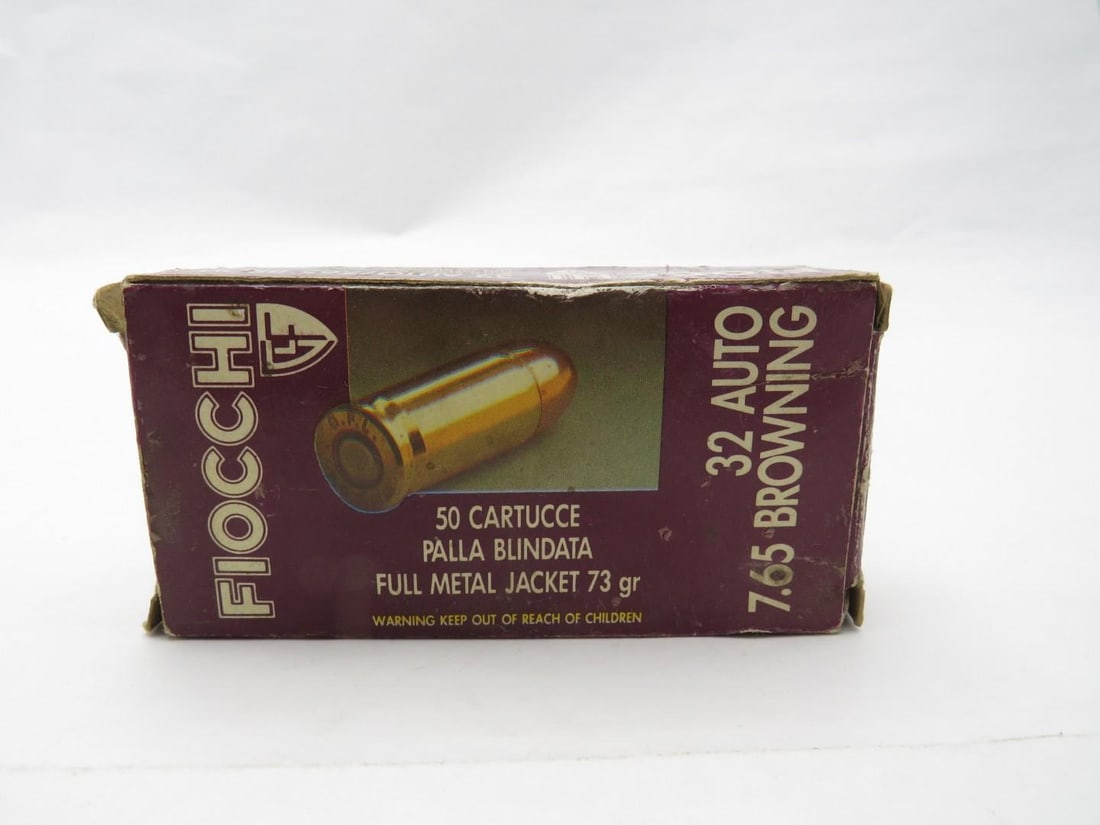 FIOCCHI
50 CARTUCCE
PALLA BLINDATA
FULL METAL JACKET 73 gr
WARNING KEEP OUT OF REACH OF CHILDREN
32 AUTO
7.65 BROWNING